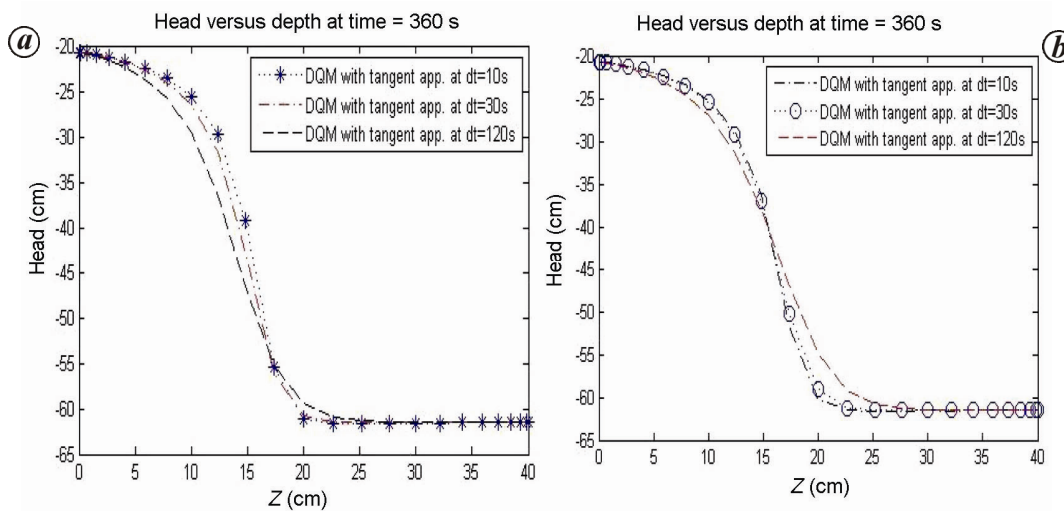 a
Head versus depth at time = 360 s
-20
-25
-30
-35
-40
-45
-50
-55
-60
-65
Head (cm)
DQM with tangent app. at dt=10s
DQM with tangent app. at dt=30s
DQM with tangent app. at dt=120s
0 5 10 15 20 25 30 35 40
Z (cm)
b
Head versus depth at time = 360 s
-20
-25
-30
-35
-40
-45
-50
-55
-60
-65
Head (cm)
DQM with tangent app. at dt=10s
DQM with tangent app. at dt=30s
DQM with tangent app. at dt=120s
0 5 10 15 20 25 30 35 40
Z (cm)